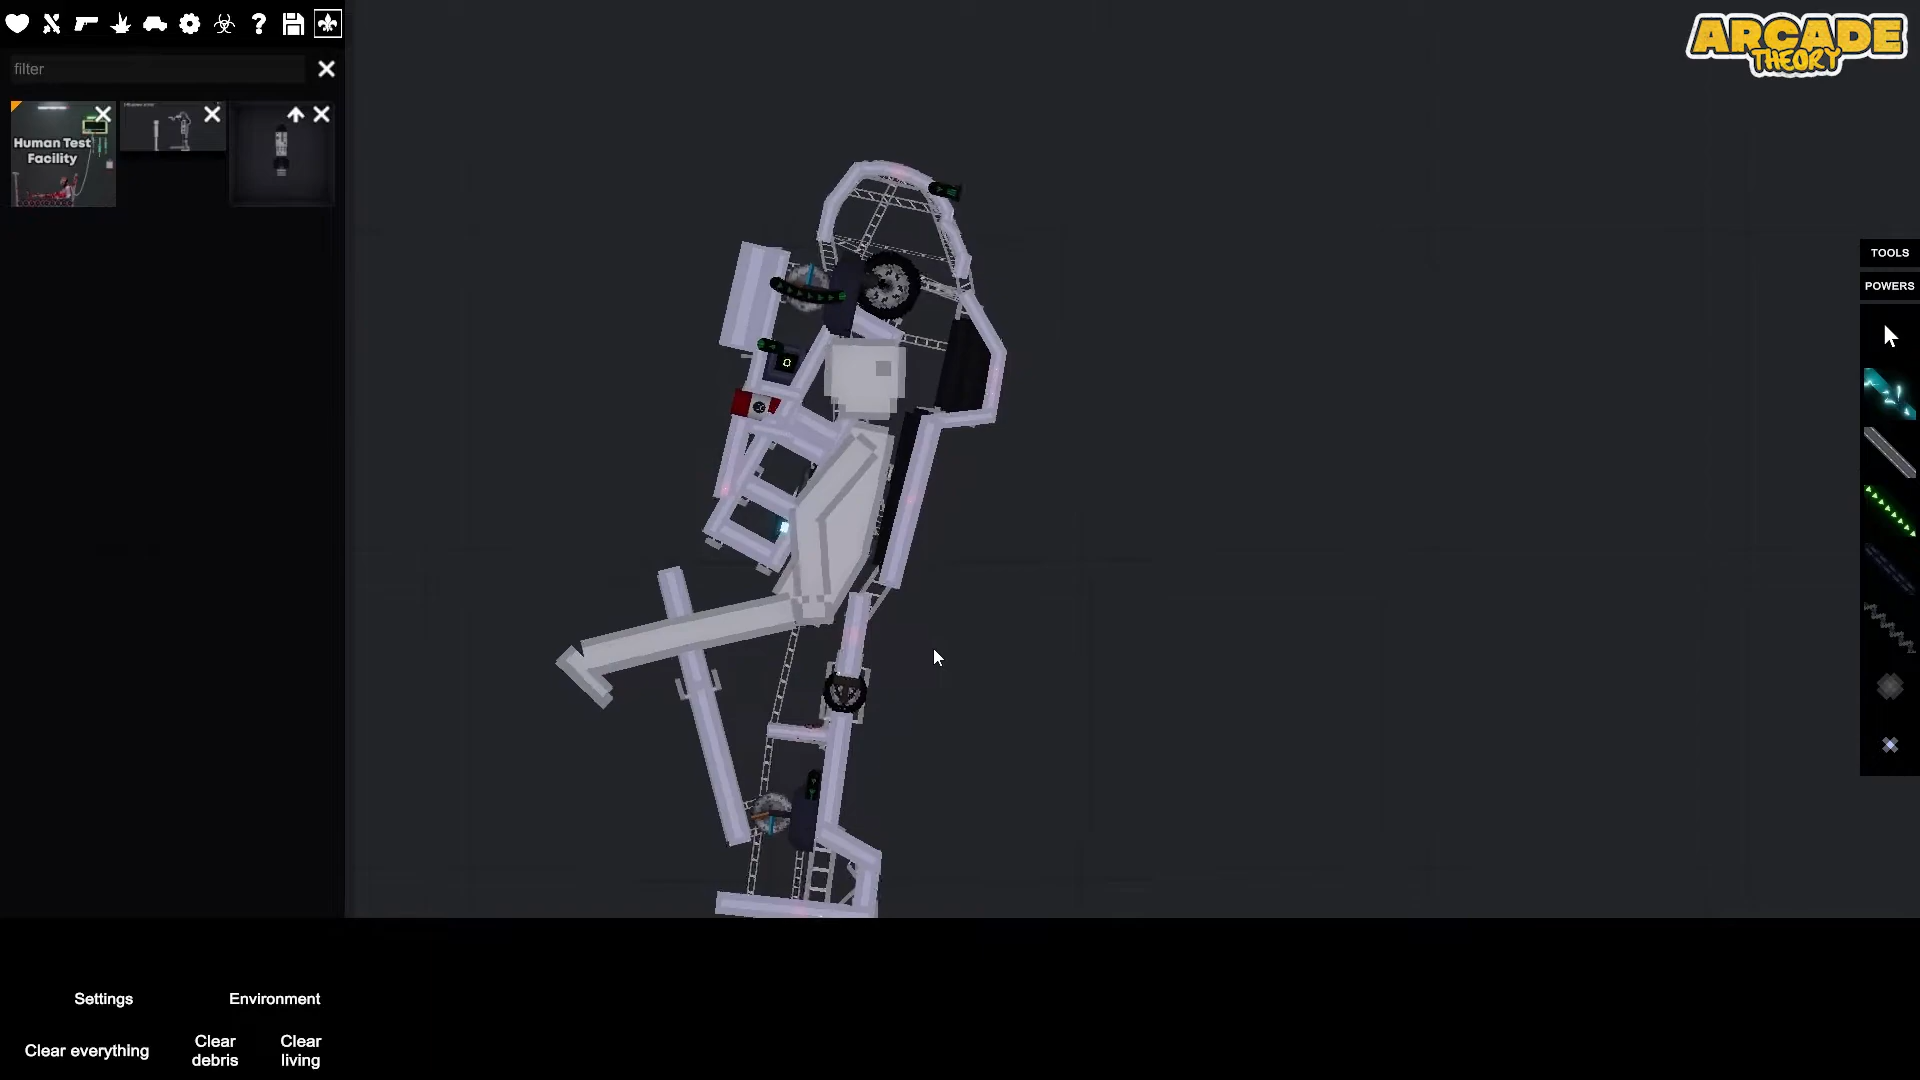 ARCADE
THEORY
filter
Human Test
Facility
TOOLS
POWERS
Settings
Environment
Clear everything
Clear
debris
Clear
living